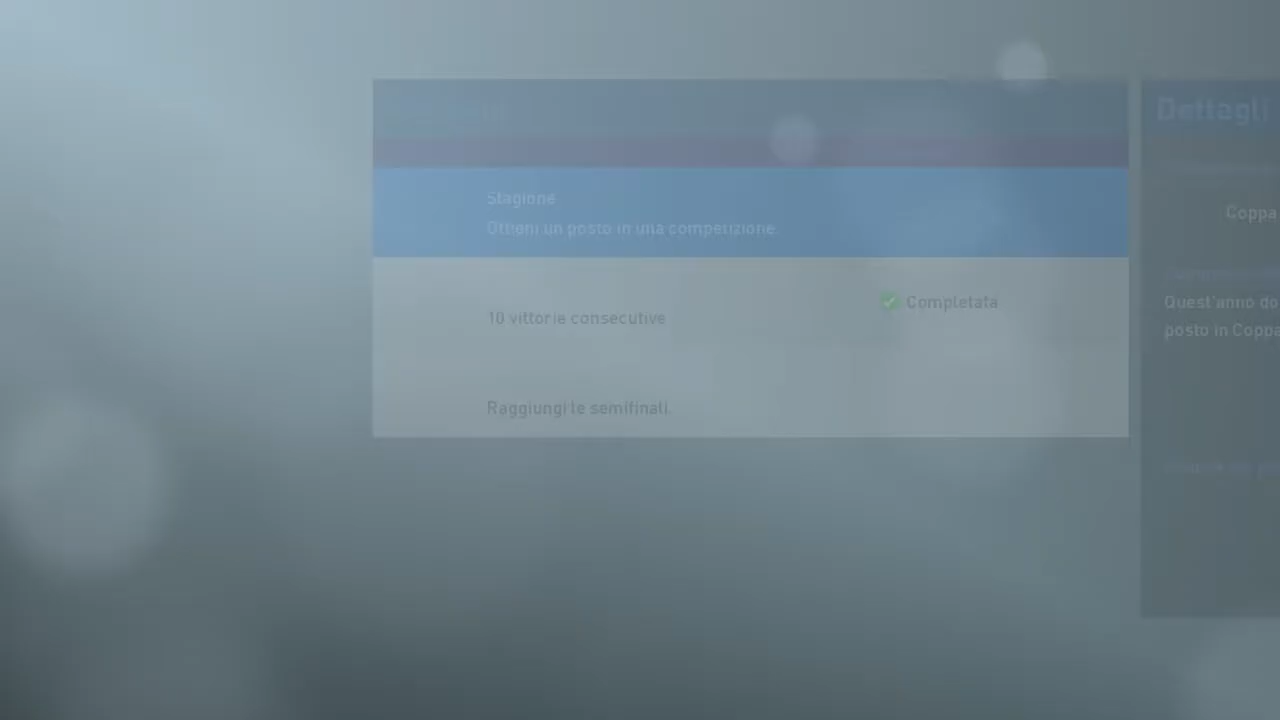 Dettagli
Stagione
Ottieni un posto in una competizione.
10 vittorie consecutive
Completata
Raggiungi le semifinali.
Coppa
Quest'anno do
posto in Coppa